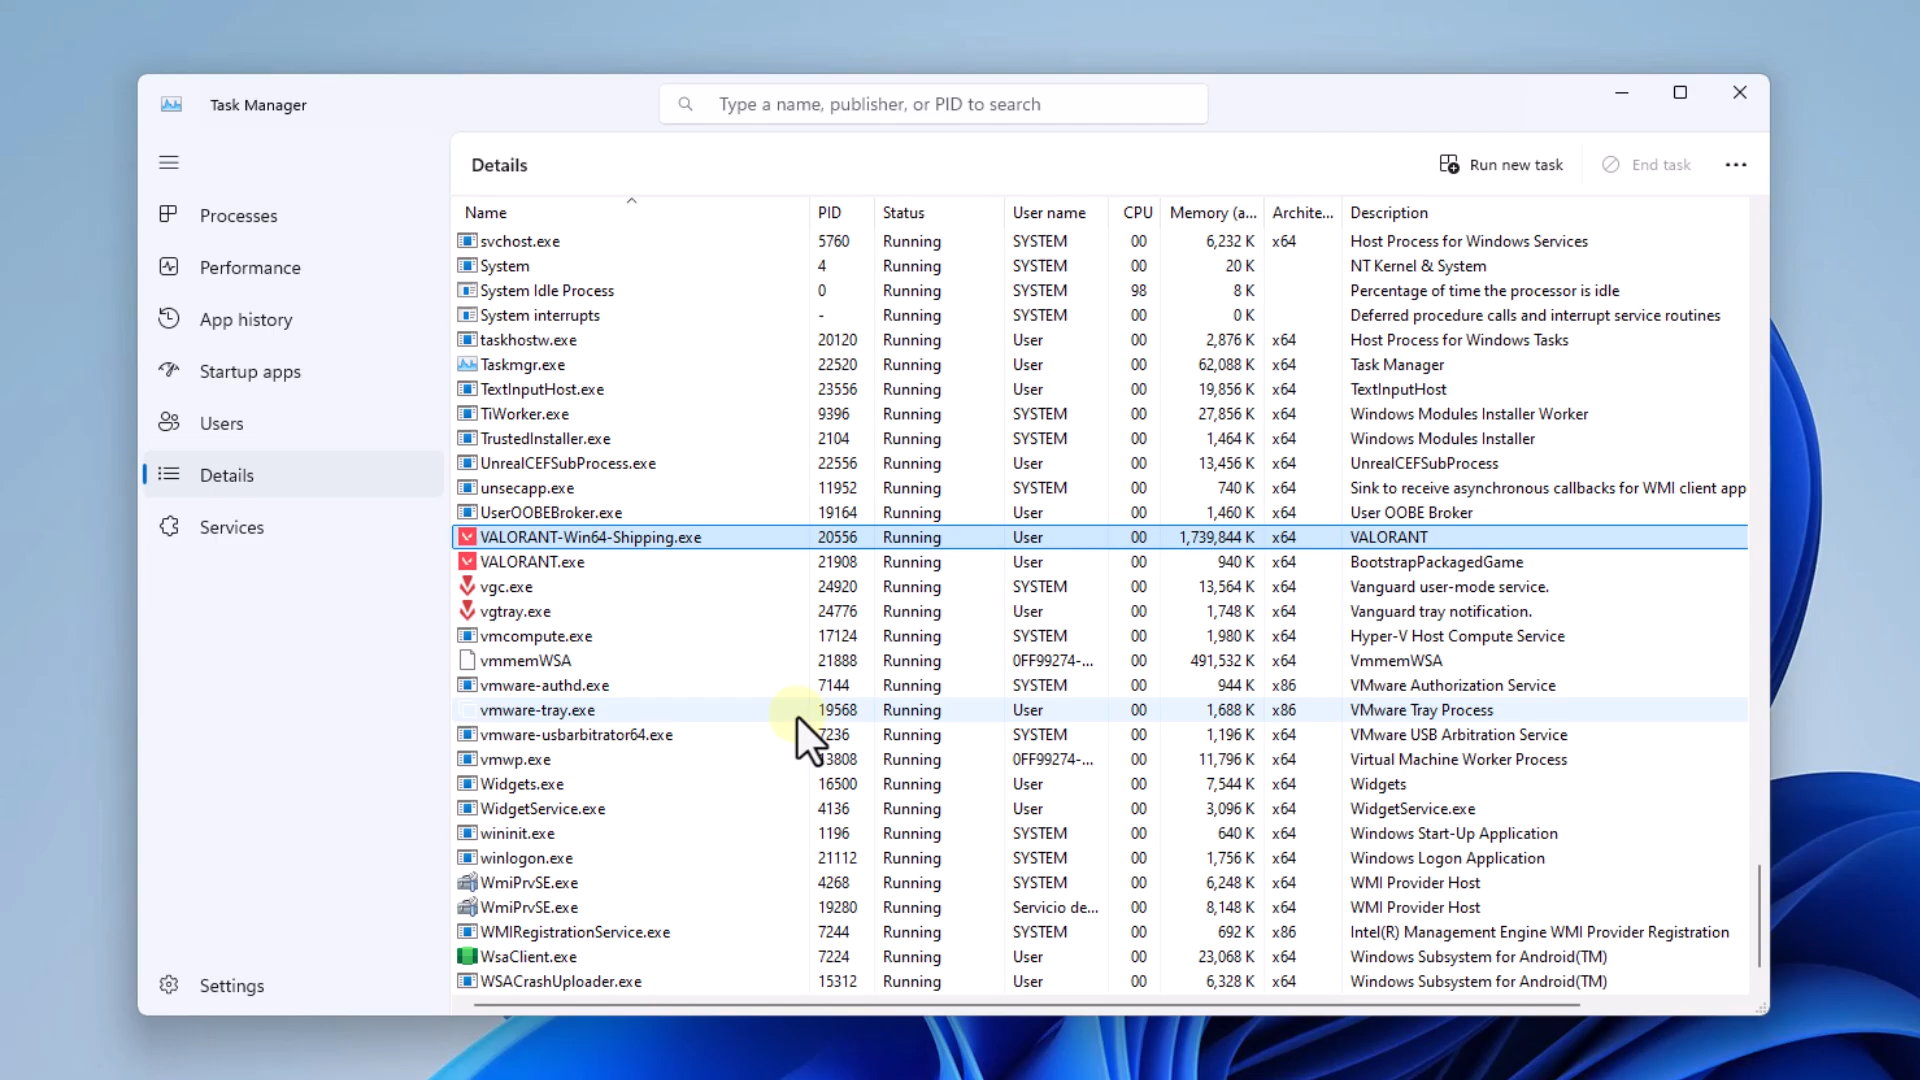 Task Manager
Type a name, publisher, or PID to search
Processes
Performance
App history
Startup apps
Users
Details
Services
Settings
Details
Run new task
End task
Name PID Status User name CPU Memory (a... Archite... Description
svchost.exe 5760 Running SYSTEM 00 6,232 K x64 Host Process for Windows Services
System 4 Running SYSTEM 00 20 K NT Kernel & System
System Idle Process 0 Running SYSTEM 98 8 K Percentage of time the processor is idle
System interrupts - Running SYSTEM 00 0 K Deferred procedure calls and interrupt service routines
taskhostw.exe 20120 Running User 00 2,876 K x64 Host Process for Windows Tasks
Taskmgr.exe 22520 Running User 00 62,088 K x64 Task Manager
TextInputHost.exe 23556 Running User 00 19,856 K x64 TextInputHost
TiWorker.exe 9396 Running SYSTEM 00 27,856 K x64 Windows Modules Installer Worker
TrustedInstaller.exe 2104 Running SYSTEM 00 1,464 K x64 Windows Modules Installer
UnrealCEFSubProcess.exe 22556 Running User 00 13,456 K x64 UnrealCEFSubProcess
unsecapp.exe 11952 Running SYSTEM 00 740 K x64 Sink to receive asynchronous callbacks for WMI client app
UserOOBEBroker.exe 19164 Running User 00 1,460 K x64 User OOBE Broker
VALORANT-Win64-Shipping.exe 20556 Running User 00 1,739,844 K x64 VALORANT
VALORANT.exe 21908 Running User 00 940 K x64 BootstrapPackagedGame
vgc.exe 24920 Running SYSTEM 00 13,564 K x64 Vanguard user-mode service.
vgtray.exe 24776 Running User 00 1,748 K x64 Vanguard tray notification.
vmcompute.exe 17124 Running SYSTEM 00 1,980 K x64 Hyper-V Host Compute Service
vmmemWSA 21888 Running 0FF99274-... 00 491,532 K x64 VmmemWSA
vmware-authd.exe 7144 Running SYSTEM 00 944 K x86 VMware Authorization Service
vmware-tray.exe 19568 Running User 00 1,688 K x86 VMware Tray Process
vmware-usbarbitrator64.exe 7236 Running SYSTEM 00 1,196 K x64 VMware USB Arbitration Service
vmwp.exe 3808 Running 0FF99274-... 00 11,796 K x64 Virtual Machine Worker Process
Widgets.exe 16500 Running User 00 7,544 K x64 Widgets
WidgetService.exe 4136 Running User 00 3,096 K x64 WidgetService.exe
wininit.exe 1196 Running SYSTEM 00 640 K x64 Windows Start-Up Application
winlogon.exe 21112 Running SYSTEM 00 1,756 K x64 Windows Logon Application
WmiPrvSE.exe 4268 Running SYSTEM 00 6,248 K x64 WMI Provider Host
WmiPrvSE.exe 19280 Running Servicio de... 00 8,148 K x64 WMI Provider Host
WMIRegistrationService.exe 7244 Running SYSTEM 00 692 K x86 Intel(R) Management Engine WMI Provider Registration
WsaClient.exe 7224 Running User 00 23,068 K x64 Windows Subsystem for Android(TM)
WSACrashUploader.exe 15312 Running User 00 6,328 K x64 Windows Subsystem for Android(TM)